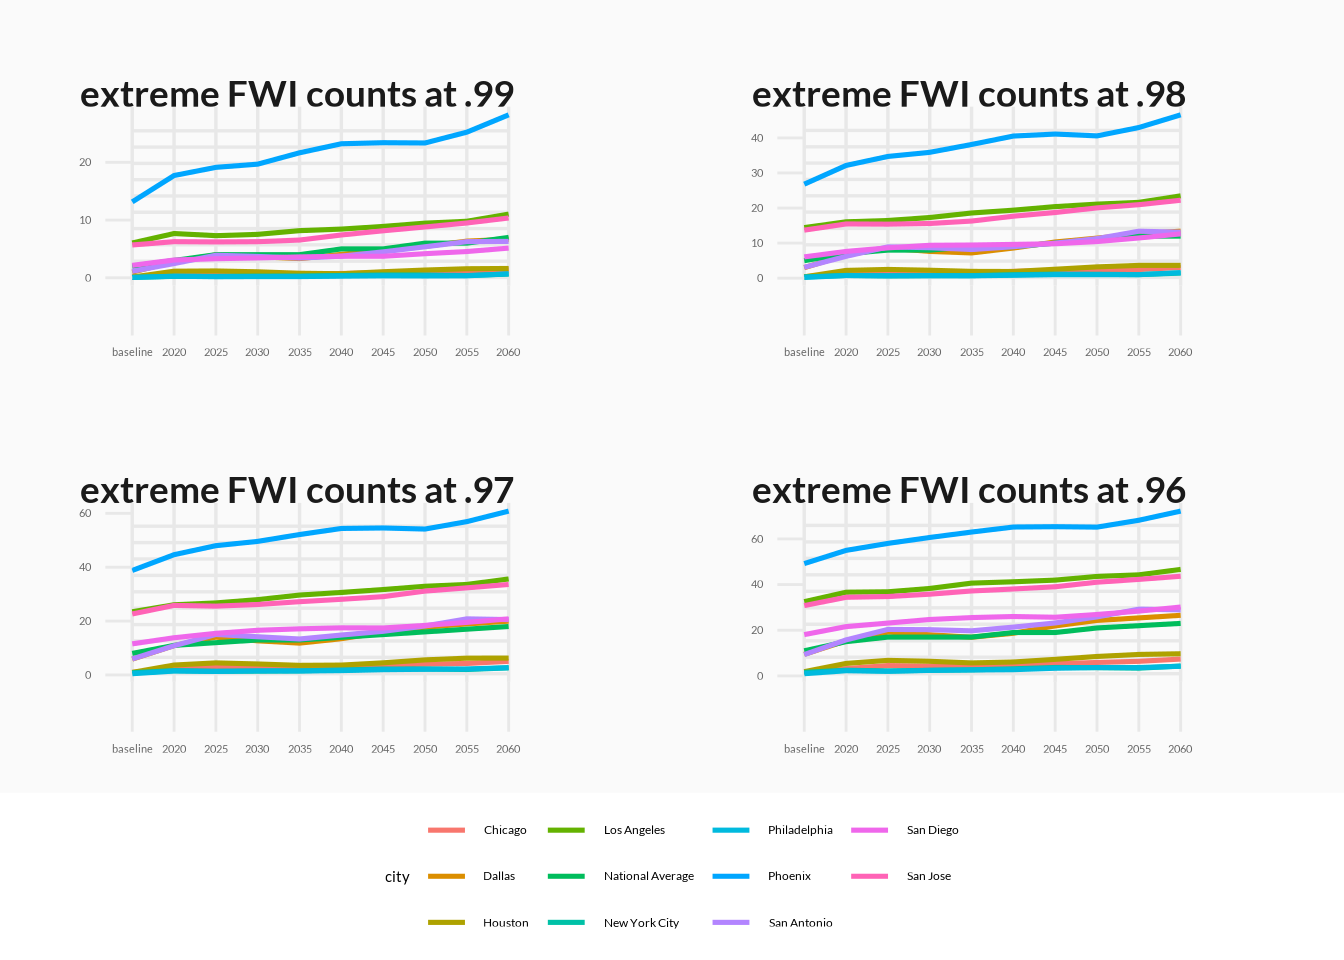 extreme FWI counts at .99
20
10
0
baseline 2020 2025 2030 2035 2040 2045 2050 2055 2060
extreme FWI counts at .98
40
30
20
10
0
baseline 2020 2025 2030 2035 2040 2045 2050 2055 2060
extreme FWI counts at .97
60
40
20
0
baseline 2020 2025 2030 2035 2040 2045 2050 2055 2060
extreme FWI counts at .96
60
40
20
0
baseline 2020 2025 2030 2035 2040 2045 2050 2055 2060
Chicago Los Angeles Philadelphia San Diego
city Dallas National Average Phoenix San Jose
Houston New York City San Antonio